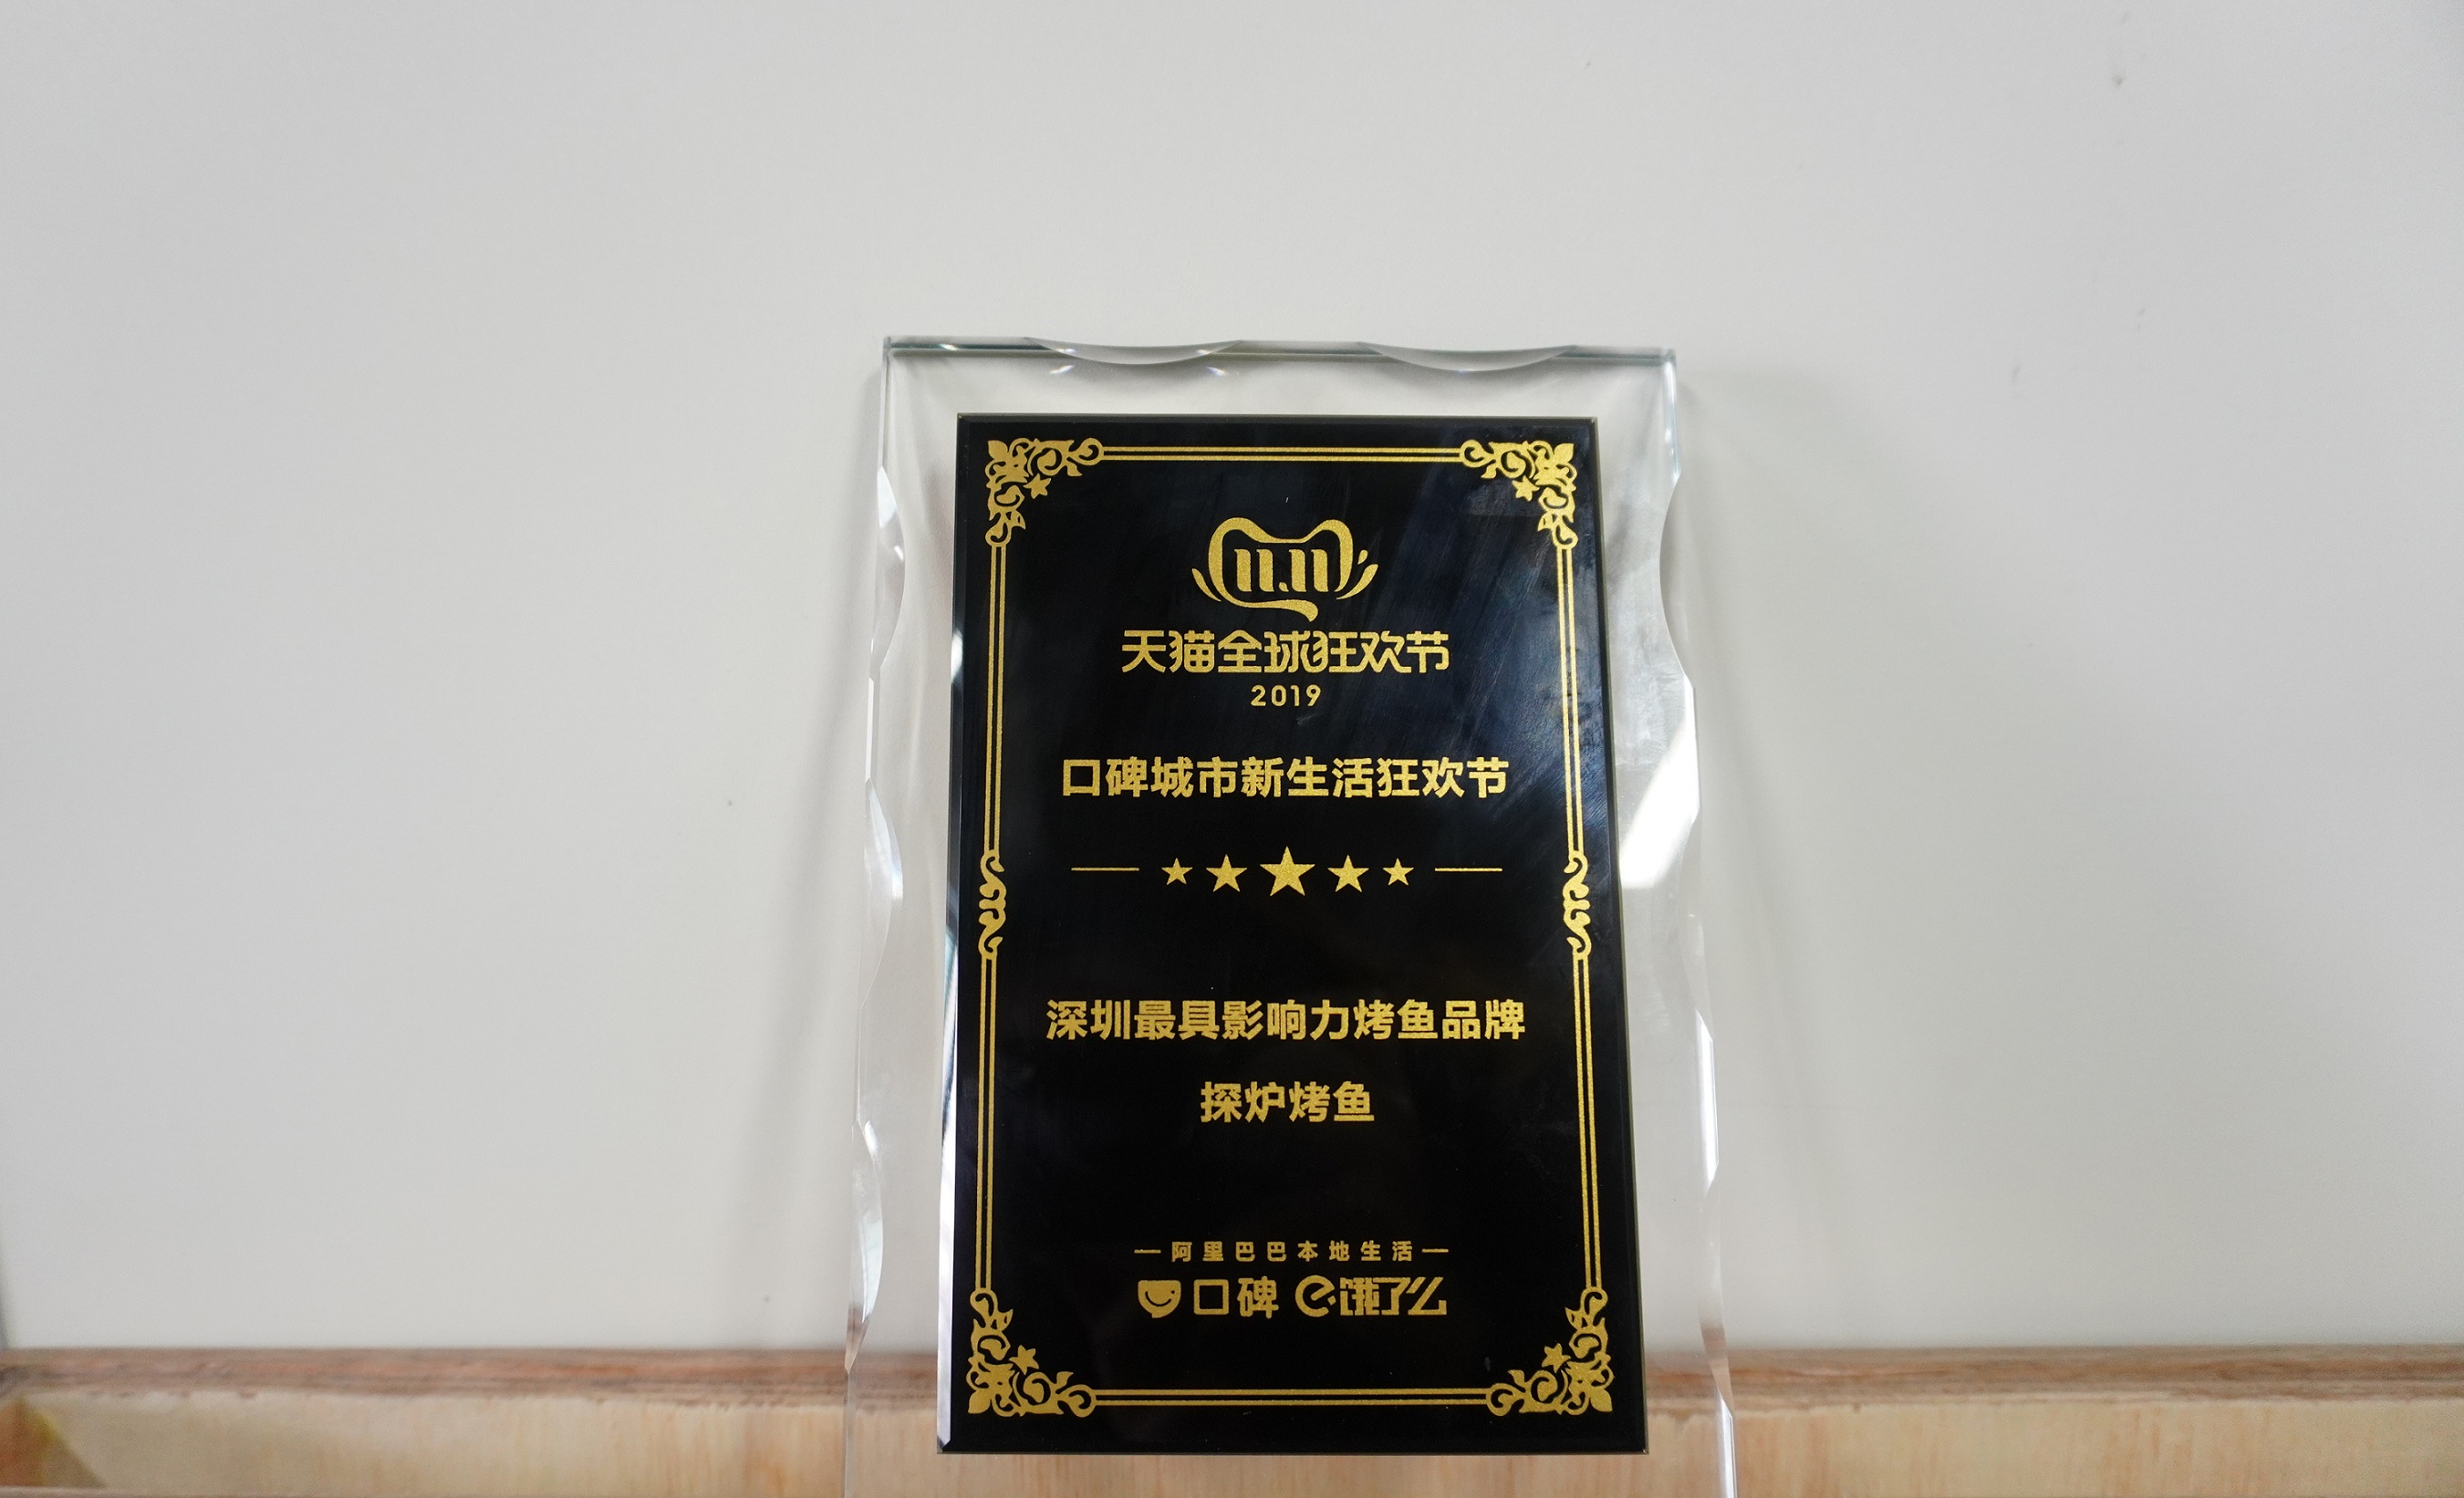 11.11
天猫全球狂欢节
2019
口碑城市新生活狂欢节
深圳最具影响力烤鱼品牌
探炉烤鱼
阿里巴巴本地生活
口碑 e饿了么